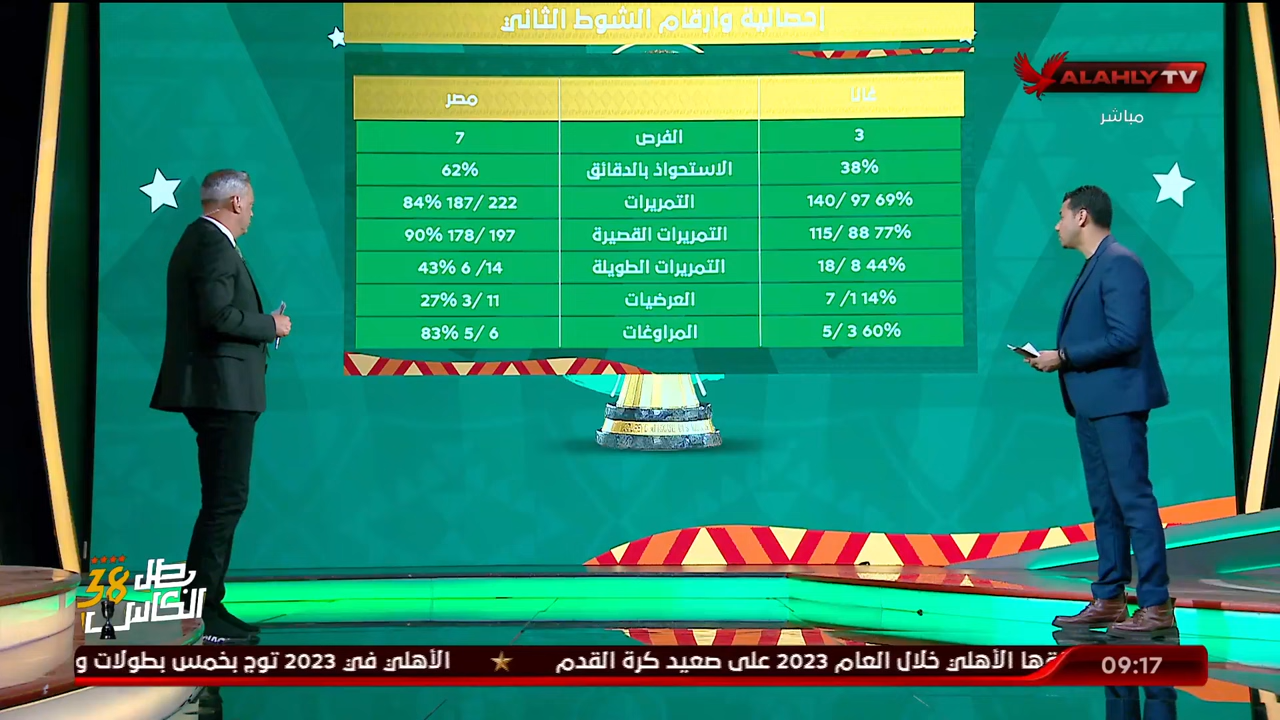 إحصائية وأرقام الشوط الثاني
ALAHLY TV
مباشر
غانا مصر
3 الفرص 7
38% الاستحواذ بالدقائق 62%
140/ 97 69% التمريرات 84% 187/ 222
115/ 88 77% التمريرات القصيرة 90% 178/ 197
18/ 8 44% التمريرات الطويلة 43% 6 /14
7 /1 14% العرضيات 27% 3/ 11
5/ 3 60% المراوغات 83% 5/ 6
بطل الكاس
38
قها الأهلي خلال العام 2023 على صعيد كرة القدم ★ الأهلي في 2023 توج بخمس بطولات و
09:17